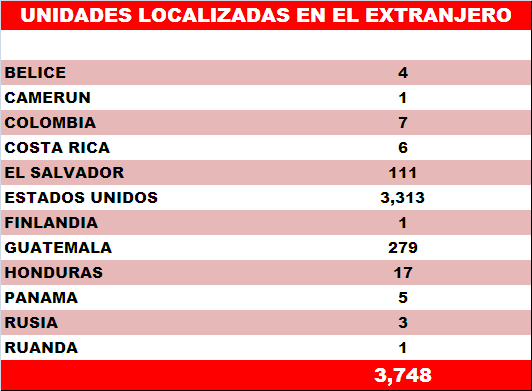 UNIDADES LOCALIZADAS EN EL EXTRANJERO
BELICE 4
CAMERUN 1
COLOMBIA 7
COSTA RICA 6
EL SALVADOR 111
ESTADOS UNIDOS 3,313
FINLANDIA 1
GUATEMALA 279
HONDURAS 17
PANAMA 5
RUSIA 3
RUANDA 1
3,748